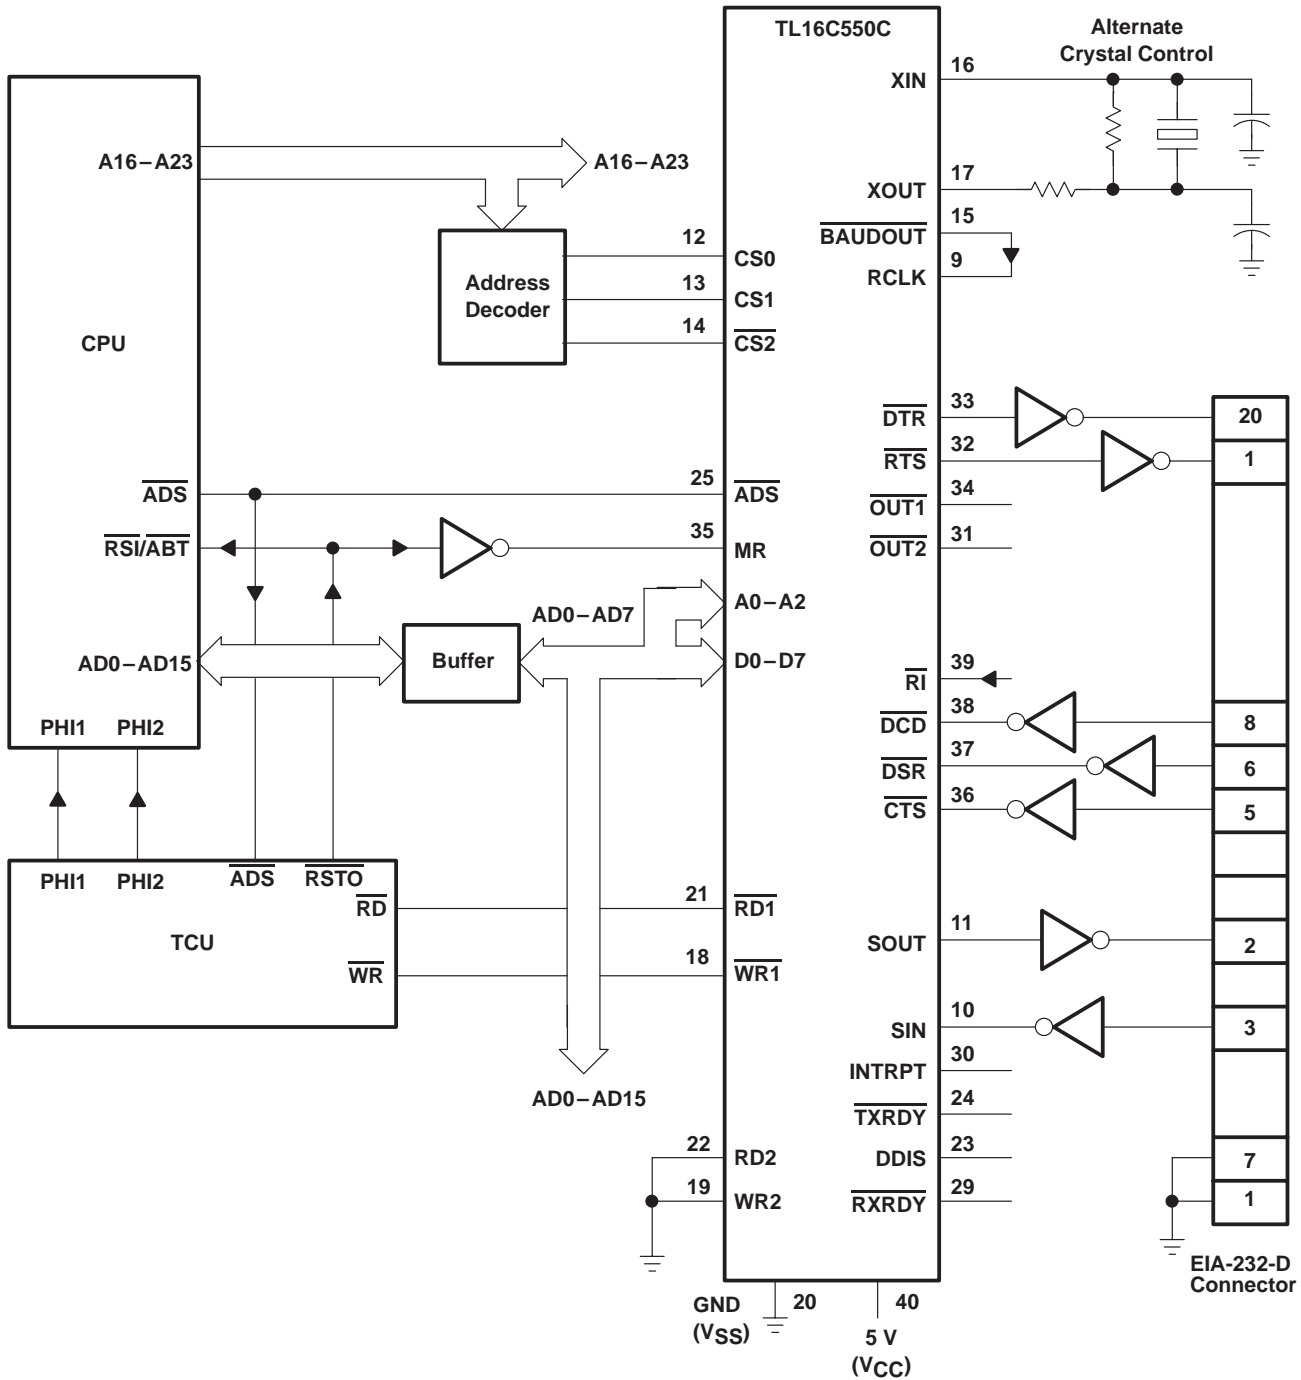 TL16C550C
Alternate
Crystal Control
XIN
16
A16–A23
A16–A23
XOUT
17
BAUDOUT
15
RCLK
9
Address
Decoder
12
CS0
13
CS1
14
CS2
CPU
DTR
33
20
RTS
32
1
ADS
25
ADS
OUT1
34
RSI/ABT
35
MR
OUT2
31
AD0–AD7
A0–A2
AD0–AD15
Buffer
D0–D7
RI
39
PHI1
PHI2
DCD
38
8
DSR
37
6
CTS
36
5
PHI1
PHI2
ADS
RSTO
RD
21
RD1
TCU
SOUT
11
2
WR
18
WR1
SIN
10
3
INTRPT
30
AD0–AD15
TXRDY
24
22
RD2
DDIS
23
7
19
WR2
RXRDY
29
1
EIA-232-D
Connector
GND
(VSS)
20
40
5 V
(VCC)